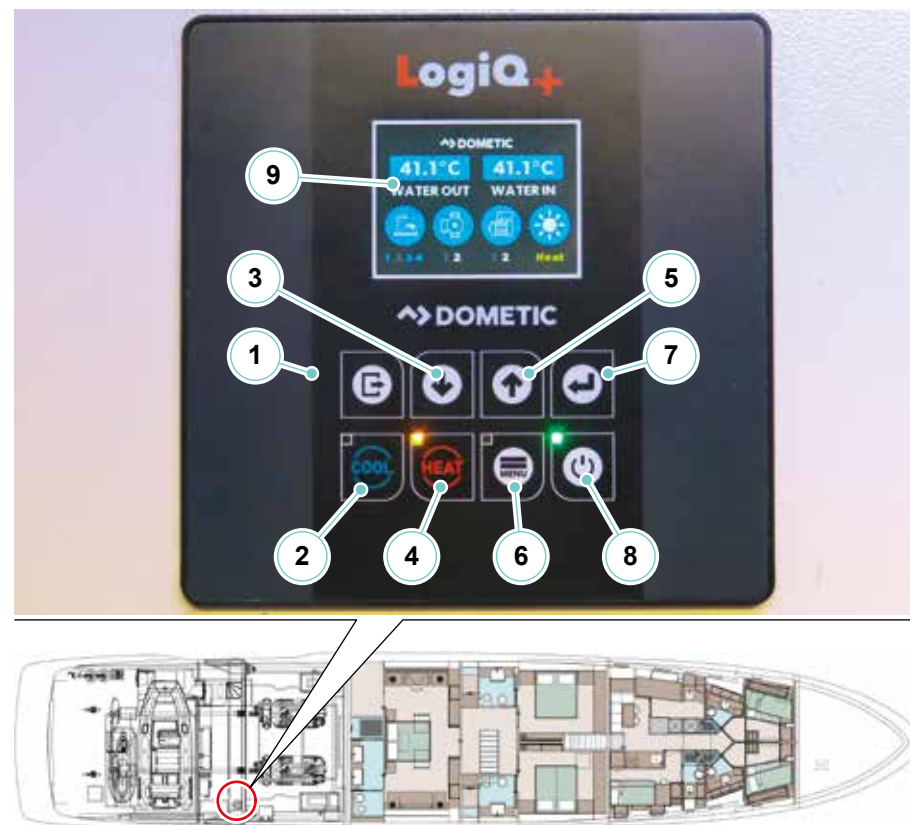 LogiQ+
DOMETIC
41.1°C 41.1°C
WATER OUT WATER IN
1 2 3 4 1 2 1 2 Heat
DOMETIC
COOL HEAT MENU
9
3
5
1
7
2
4
6
8